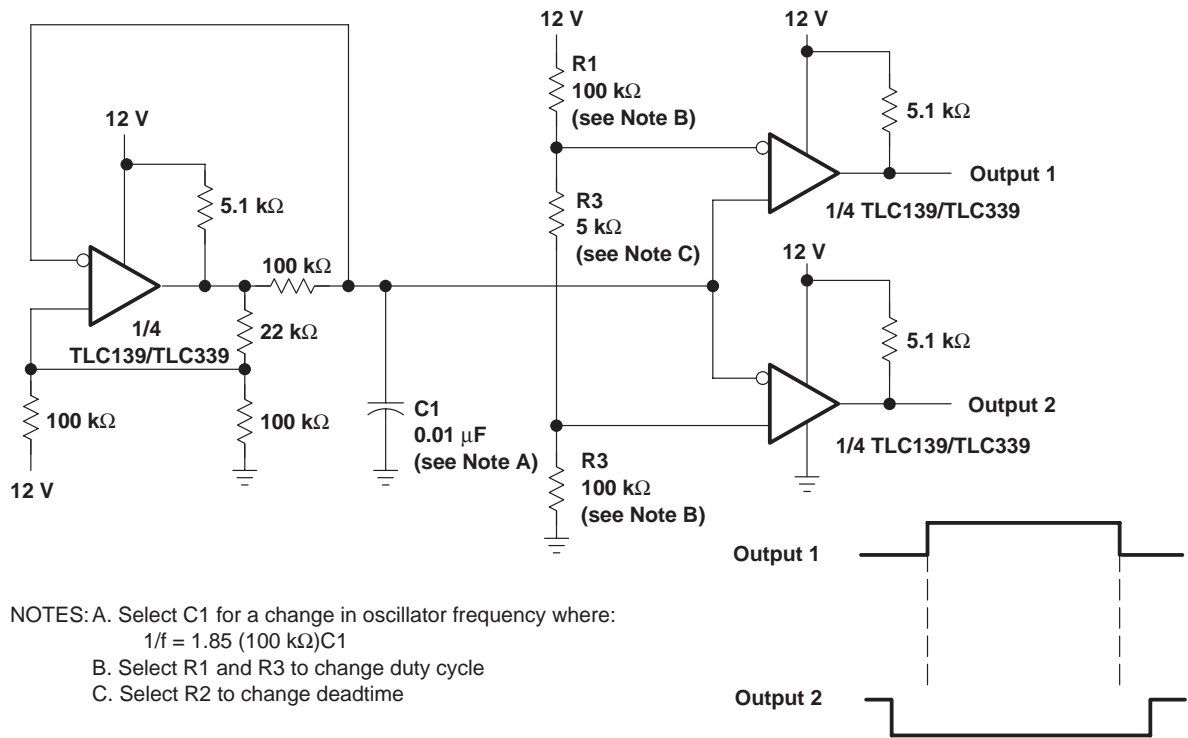 12 V
5.1 kΩ
100 kΩ
22 kΩ
1/4
TLC139/TLC339
100 kΩ
100 kΩ
12 V
C1
0.01 μF
(see Note A)
12 V
R1
100 kΩ
(see Note B)
R3
5 kΩ
(see Note C)
R3
100 kΩ
(see Note B)
12 V
5.1 kΩ
Output 1
1/4 TLC139/TLC339
12 V
5.1 kΩ
Output 2
1/4 TLC139/TLC339
Output 1
Output 2
NOTES: A. Select C1 for a change in oscillator frequency where:
1/f = 1.85 (100 kΩ)C1
B. Select R1 and R3 to change duty cycle
C. Select R2 to change deadtime